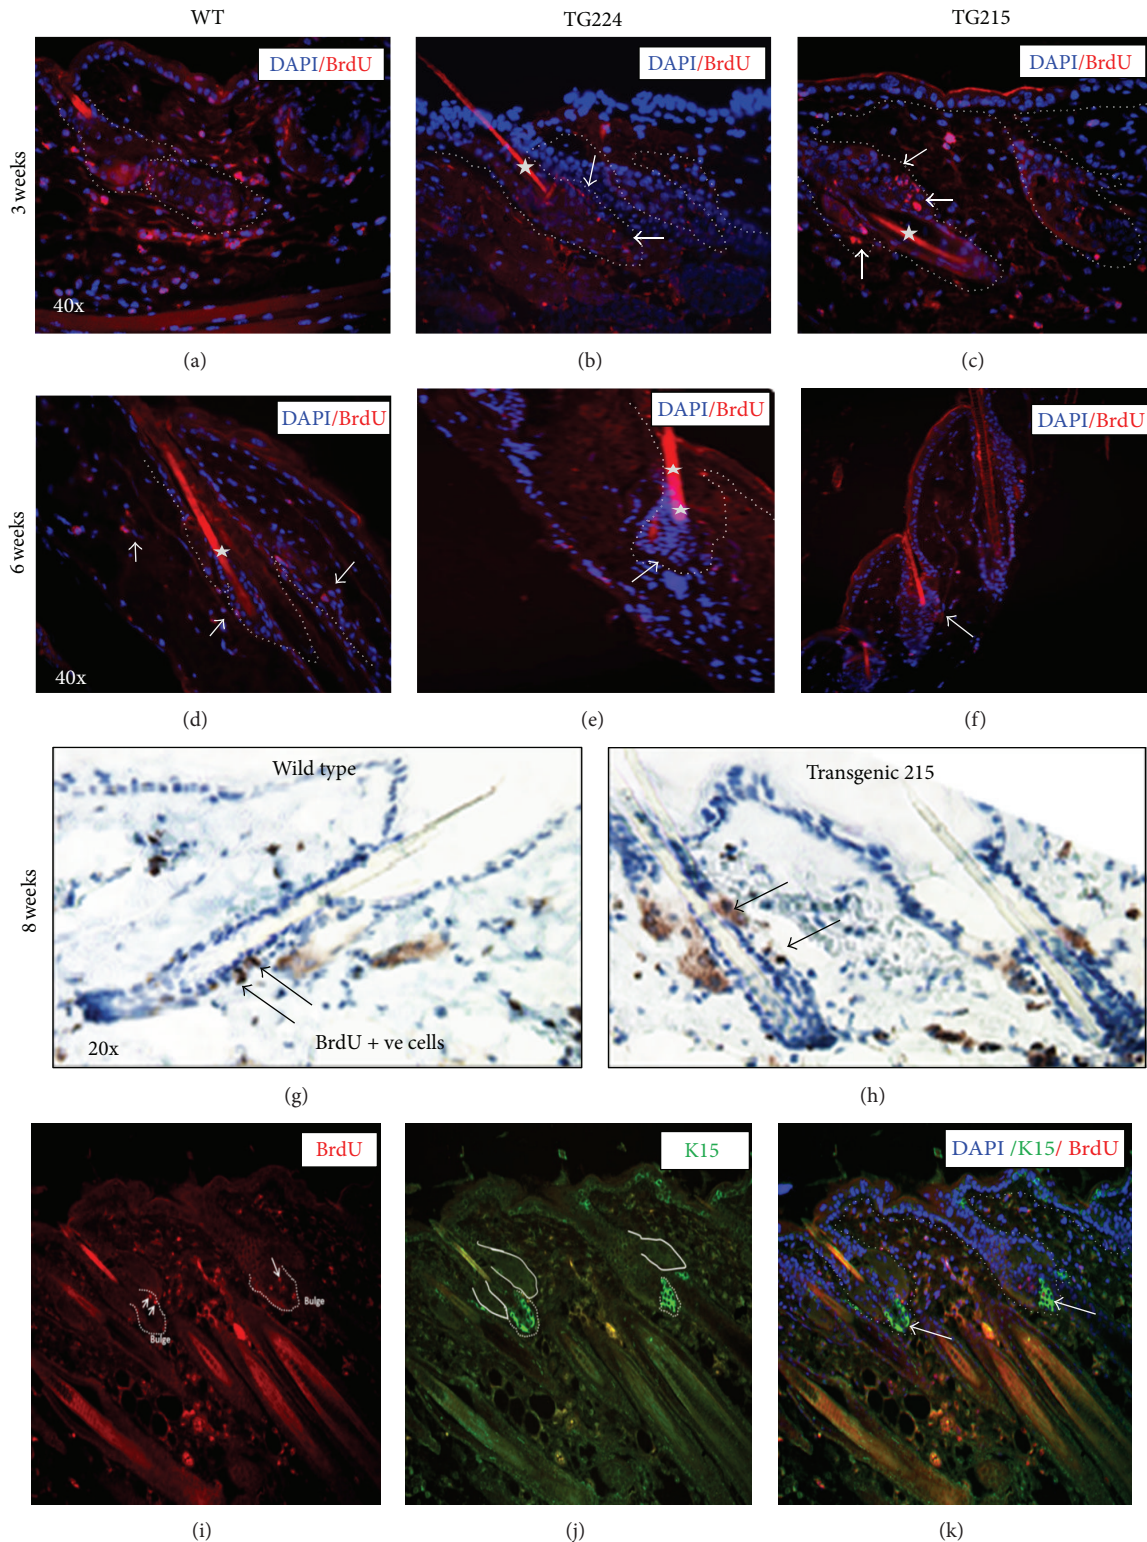 WT
TG224
TG215
3 weeks
DAPI/BrdU
DAPI/BrdU
DAPI/BrdU
40x
(a)
(b)
(c)
6 weeks
DAPI/BrdU
DAPI/BrdU
DAPI/BrdU
40x
(d)
(e)
(f)
8 weeks
Wild type
Transgenic 215
BrdU + ve cells
20x
(g)
(h)
BrdU
K15
DAPI /K15/ BrdU
Bulge
Bulge
(i)
(j)
(k)